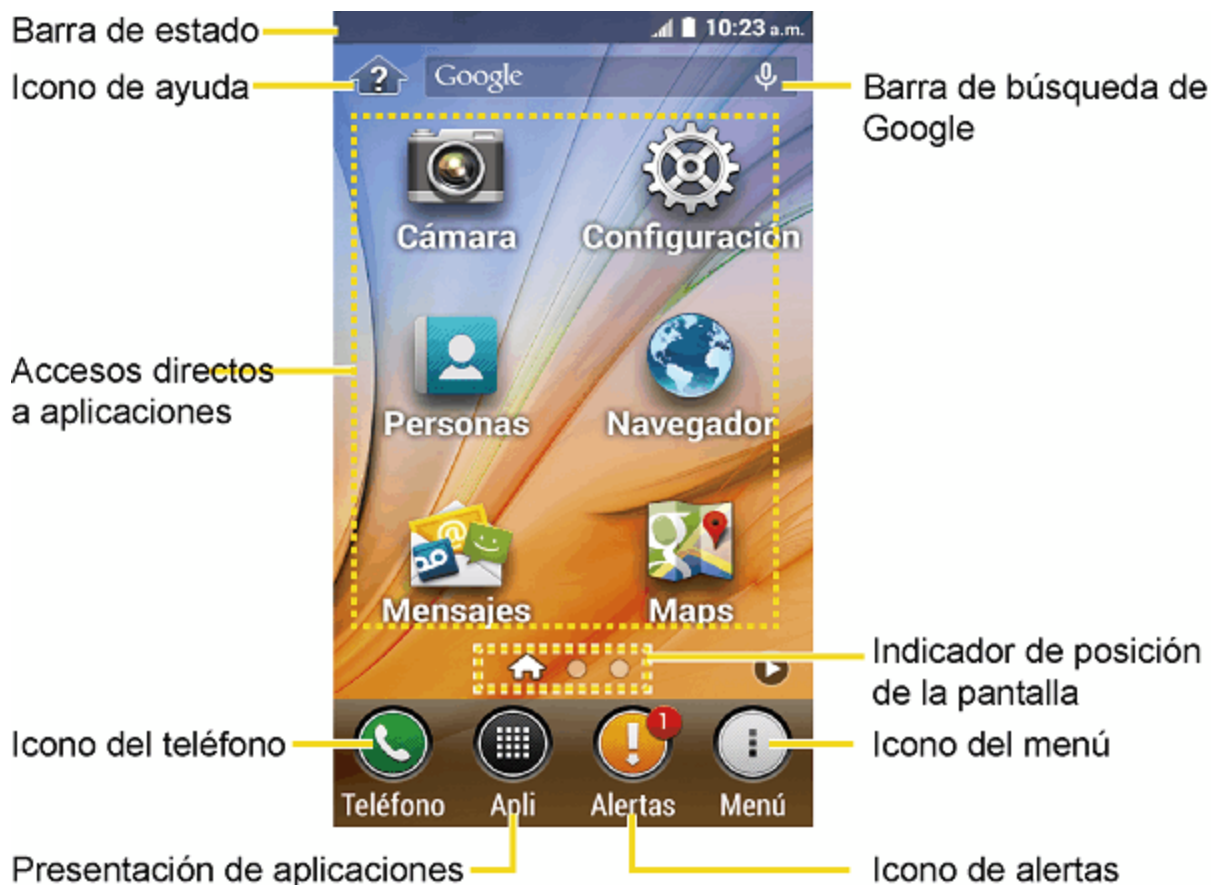 Barra de estado
10:23 a.m.
Icono de ayuda
?
Google
Barra de búsqueda de
Google
Cámara
Configuración
Accesos directos
a aplicaciones
Personas
Navegador
@
Mensajes
Maps
Indicador de posición
de la pantalla
Icono del teléfono
1
Icono del menú
Teléfono
Apli
Alertas
Menú
Presentación de aplicaciones
Icono de alertas